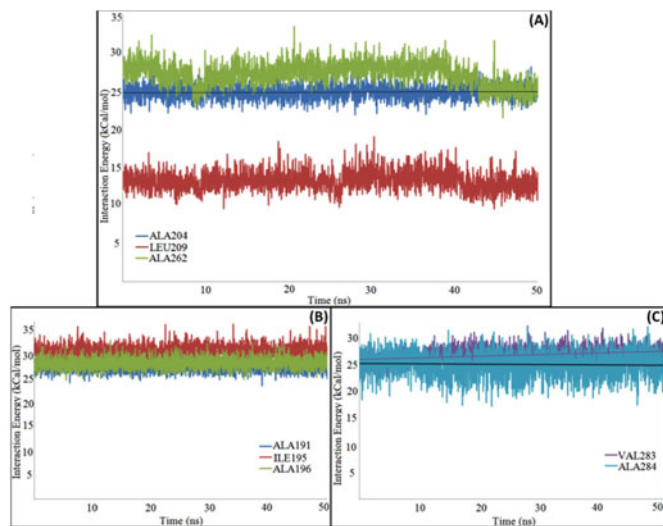 (A)
Interaction Energy (kCal/mol)
35
30
25
20
15
10
5
ALA204
LEU209
ALA262
10 20 30 40 50
Time (ns)
(B)
Interaction Energy (kCal/mol)
35
30
25
20
15
10
5
ALA191
ILE195
ALA196
10 20 30 40 50
Time (ns)
(C)
Interaction Energy (kCal/mol)
30
25
20
15
10
5
VAL283
ALA284
10 20 30 40 50
Time (ns)